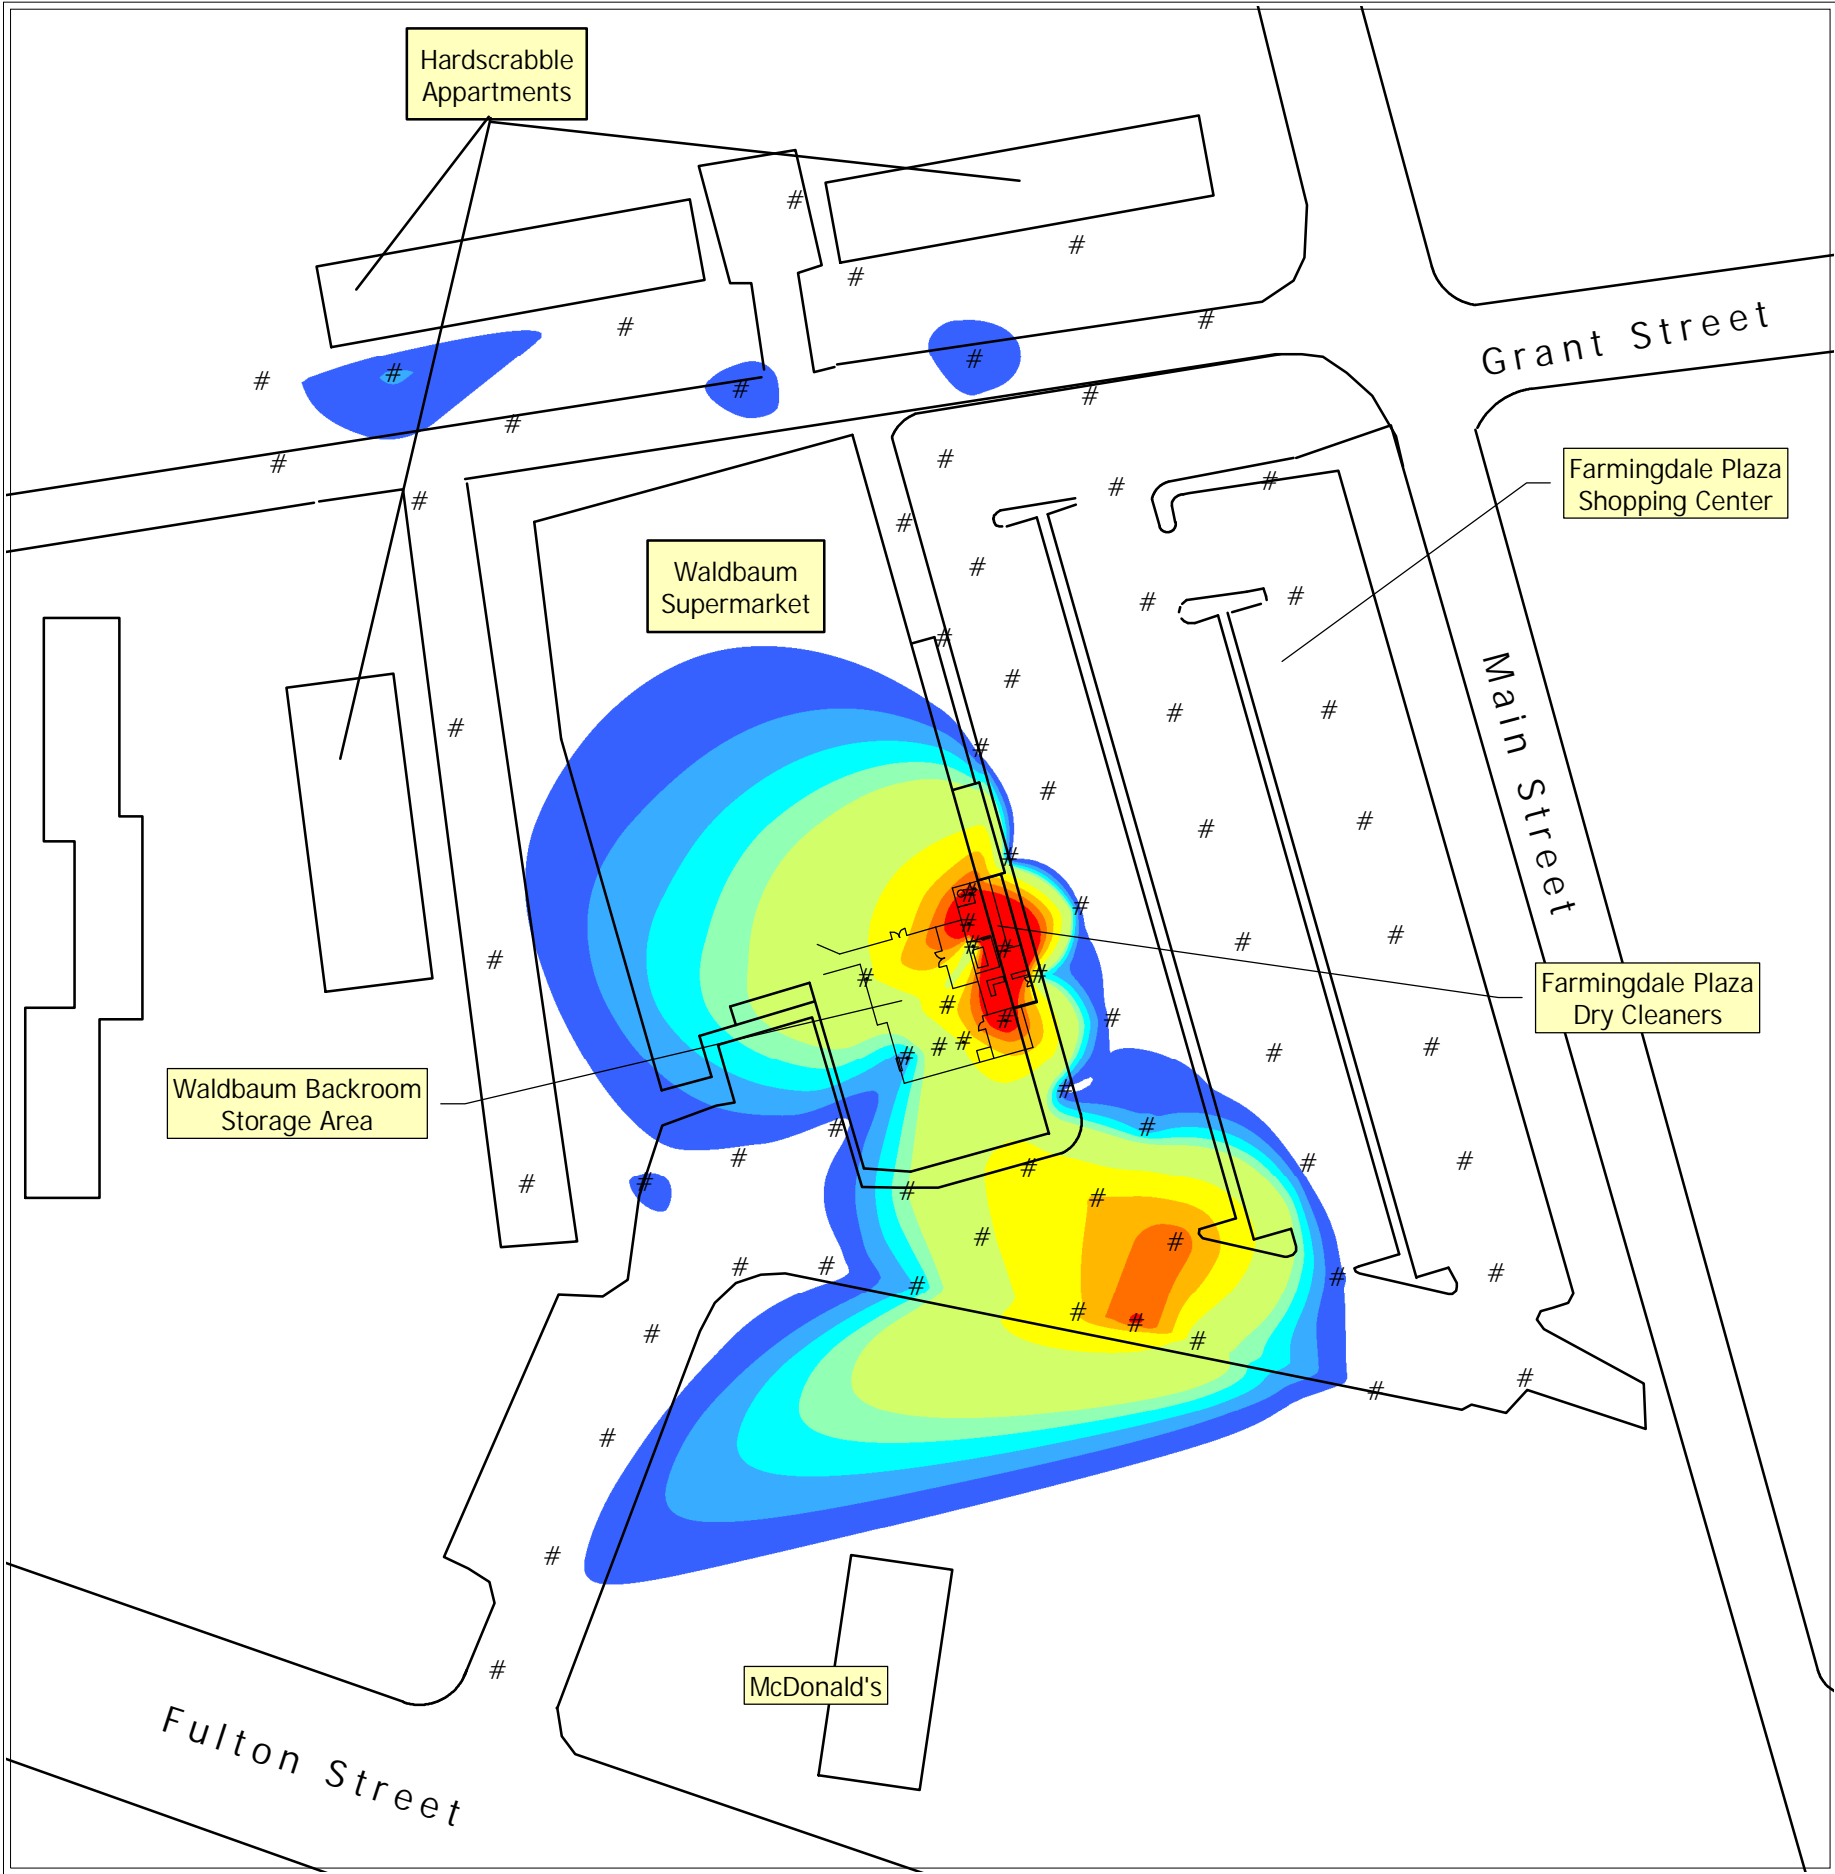 Hardscrabble
Appartments
Grant Street
Farmingdale Plaza
Shopping Center
Waldbaum
Supermarket
Main Street
Farmingdale Plaza
Dry Cleaners
Waldbaum Backroom
Storage Area
McDonald's
Fulton Street